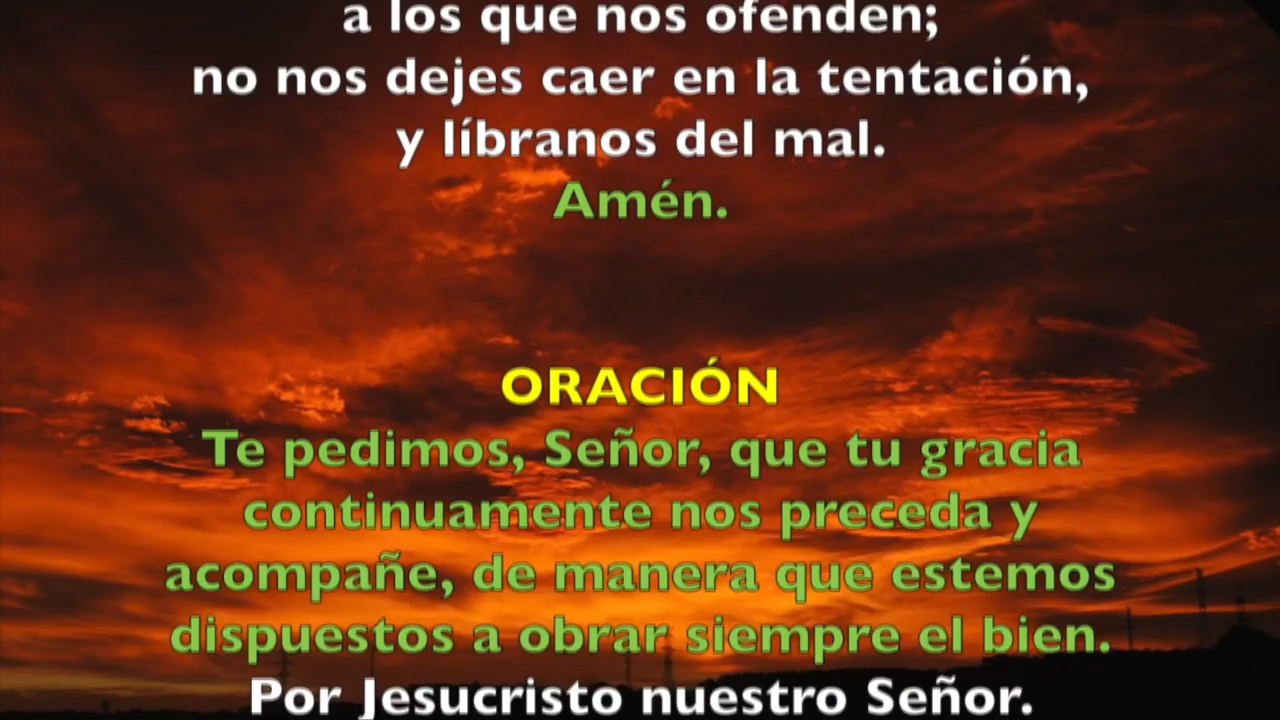 a los que nos ofenden;
no nos dejes caer en la tentación,
y líbranos del mal.
Amén.
ORACIÓN
Te pedimos, Señor, que tu gracia
continuamente nos preceda y
acompañe, de manera que estemos
dispuestos a obrar siempre el bien.
Por Jesucristo nuestro Señor.